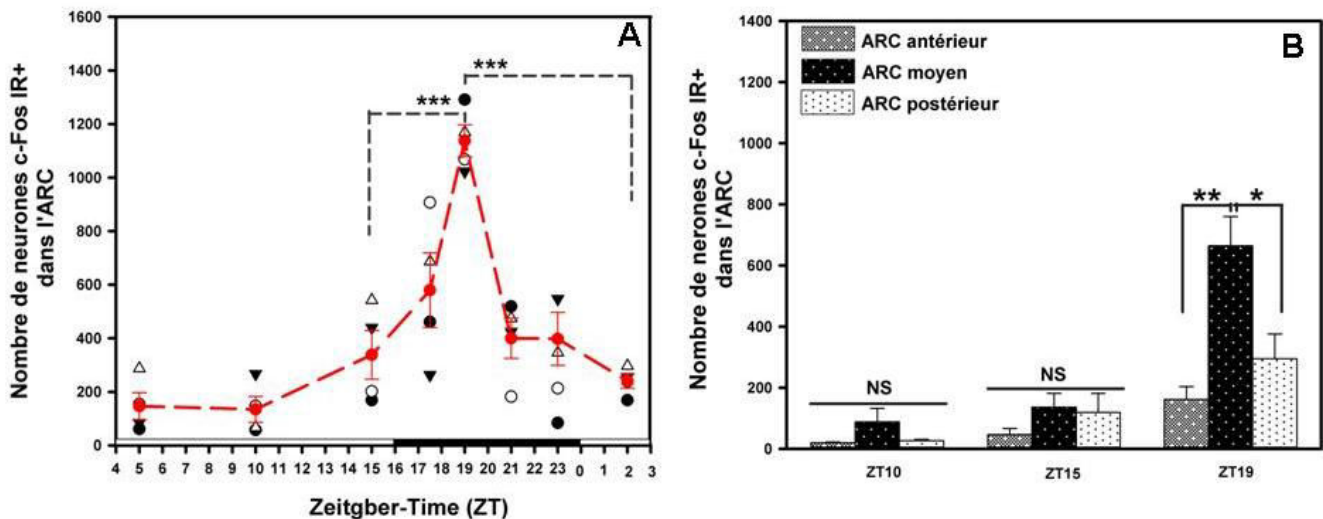 A
Nombre de neurones c-Fos IR+
dans l'ARC
1600
1400
1200
1000
800
600
400
200
0
***
***
4 5 6 7 8 9 10 11 12 13 14 15 16 17 18 19 20 21 22 23 0 1 2 3
Zeitgber-Time (ZT)
B
Nombre de nerones c-Fos IR+
dans l'ARC
1400
1200
1000
800
600
400
200
0
ARC antérieur
ARC moyen
ARC postérieur
NS
NS
** *
ZT10 ZT15 ZT19